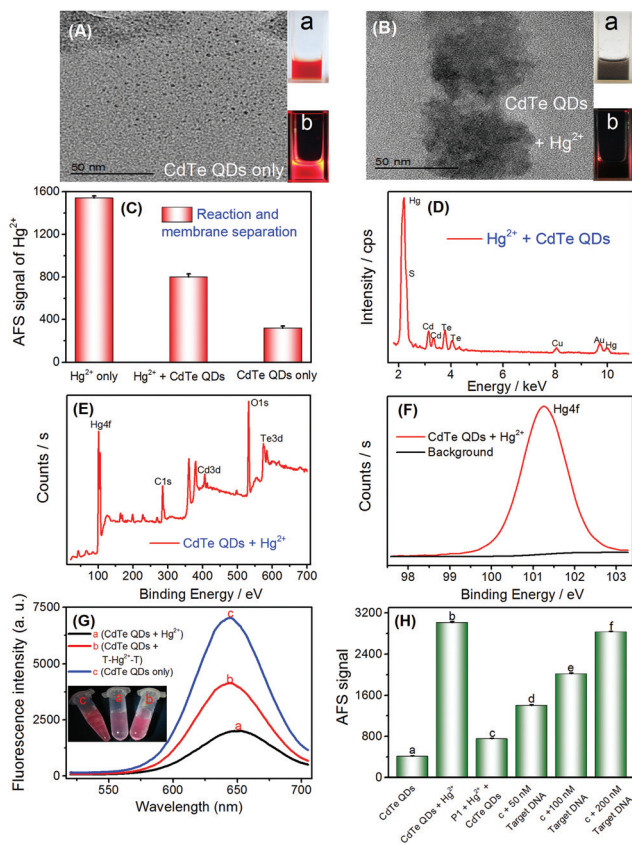 (A)
a
b
50 nm
CdTe QDs only
(B)
a
CdTe QDs
+ Hg²⁺
b
50 nm
(C)
AFS signal of Hg²⁺
1600
1200
800
400
0
Reaction and
membrane separation
Hg²⁺ only
Hg²⁺ + CdTe QDs
CdTe QDs only
(D)
Intensity / cps
Hg
S
Hg²⁺ + CdTe QDs
Cd
Cd
Te
Te
Cu
Au
Hg
2 4 6 8 10
Energy / keV
(E)
Counts / s
Hg4f
C1s
Cd3d
O1s
Te3d
CdTe QDs + Hg²⁺
100 200 300 400 500 600 700
Binding Energy / eV
(F)
Counts / s
Hg4f
CdTe QDs + Hg²⁺
Background
98 99 100 101 102 103
Binding Energy / eV
(G)
Fluorescence intensity (a. u.)
7500
5000
2500
0
a (CdTe QDs + Hg²⁺)
b (CdTe QDs +
T-Hg²⁺-T)
c (CdTe QDs only)
c a b
c
b
a
550 600 650 700
Wavelength (nm)
(H)
AFS signal
3200
2400
1600
800
0
a
b
c
d
e
f
CdTe QDs
CdTe QDs + Hg²⁺
P1 + Hg²⁺ +
CdTe QDs
c + 50 nM
Target DNA
c +100 nM
Target DNA
c + 200 nM
Target DNA